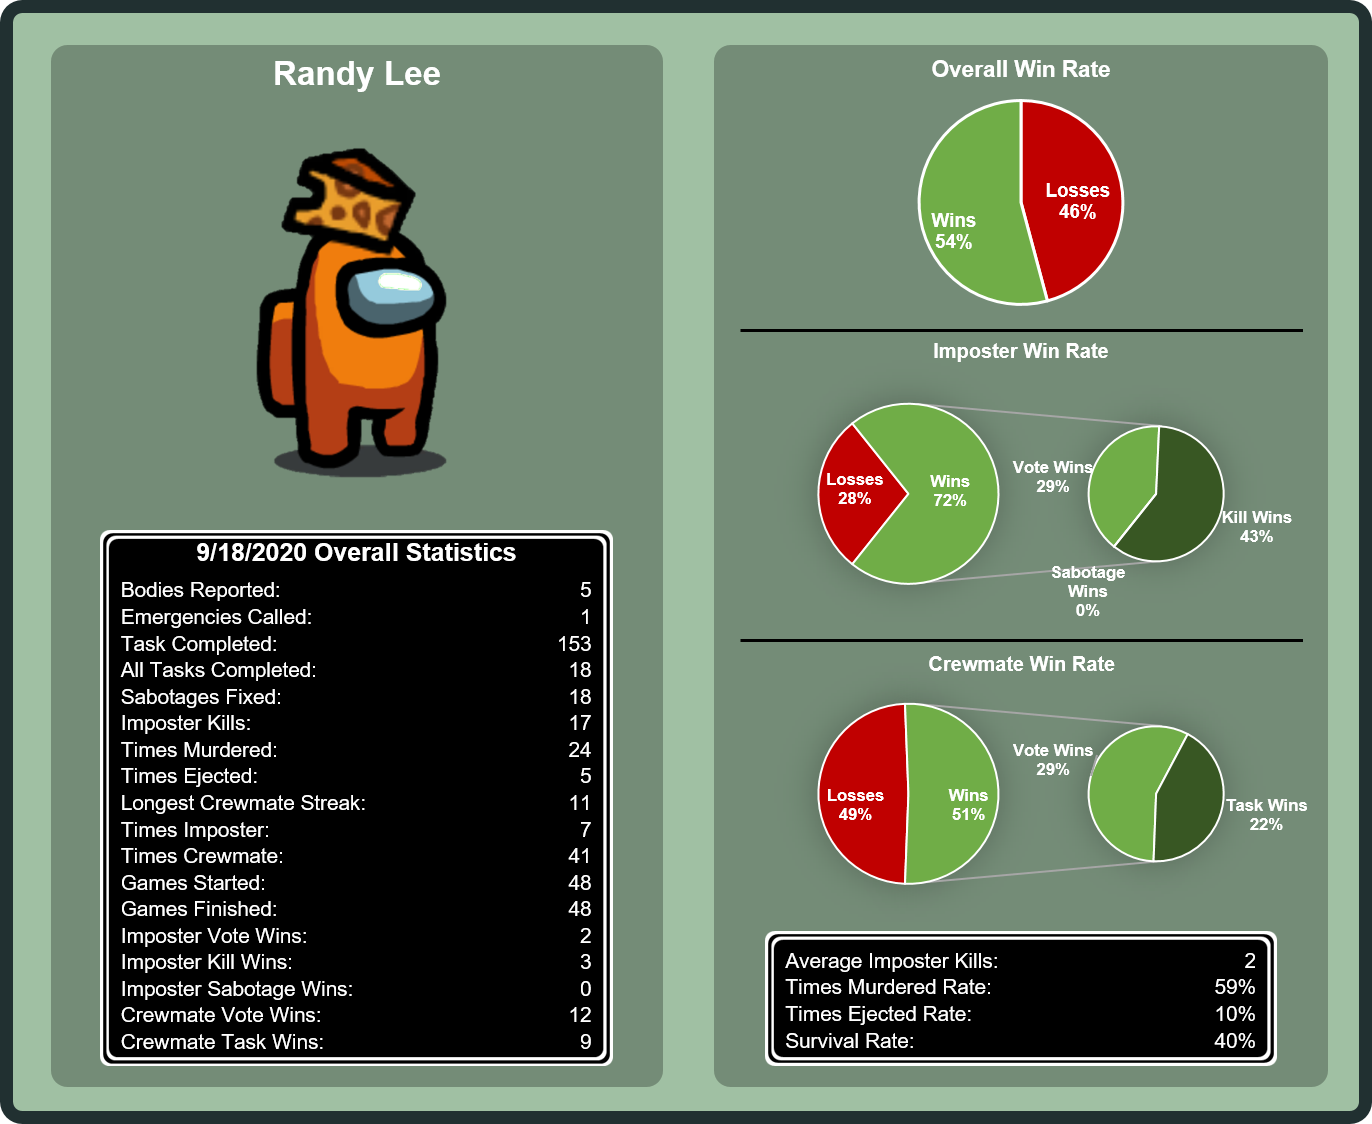 Randy Lee
9/18/2020 Overall Statistics
Bodies Reported: 5
Emergencies Called: 1
Task Completed: 153
All Tasks Completed: 18
Sabotages Fixed: 18
Imposter Kills: 17
Times Murdered: 24
Times Ejected: 5
Longest Crewmate Streak: 11
Times Imposter: 7
Times Crewmate: 41
Games Started: 48
Games Finished: 48
Imposter Vote Wins: 2
Imposter Kill Wins: 3
Imposter Sabotage Wins: 0
Crewmate Vote Wins: 12
Crewmate Task Wins: 9
Overall Win Rate
Losses
46%
Wins
54%
Imposter Win Rate
Losses
28%
Wins
72%
Vote Wins
29%
Kill Wins
43%
Sabotage
Wins
0%
Crewmate Win Rate
Losses
49%
Wins
51%
Vote Wins
29%
Task Wins
22%
Average Imposter Kills: 2
Times Murdered Rate: 59%
Times Ejected Rate: 10%
Survival Rate: 40%